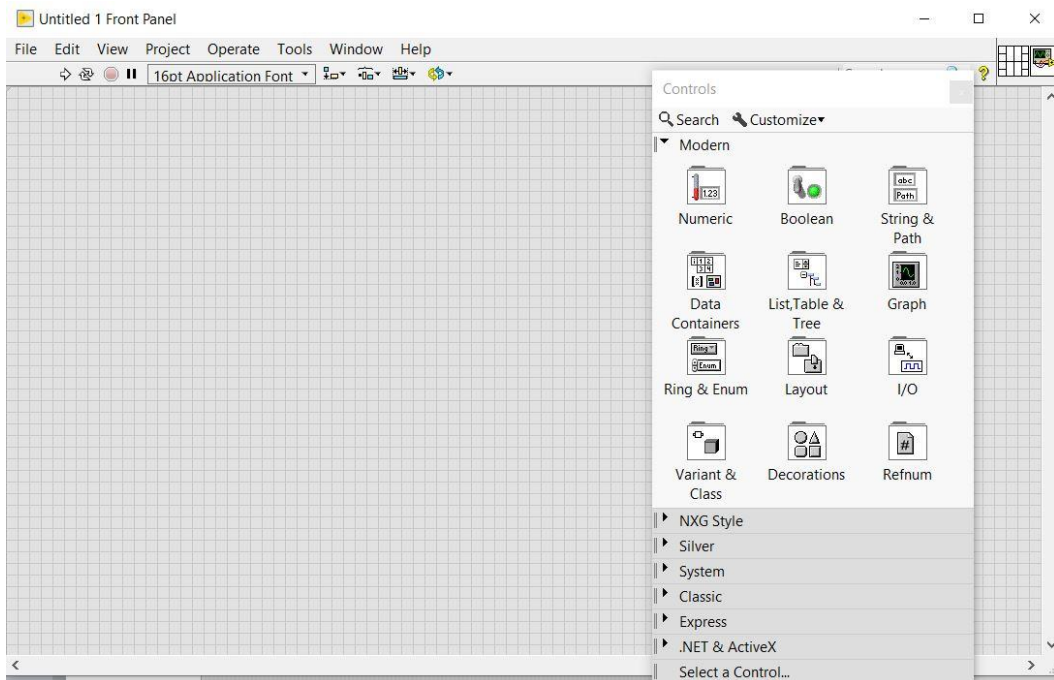 Untitled 1 Front Panel
File Edit View Project Operate Tools Window Help
16pt Application Font
Controls
Search Customize
Modern
Numeric Boolean String &
Path
Data List,Table & Graph
Containers Tree
Ring & Enum Layout I/O
Variant & Decorations Refnum
Class
NXG Style
Silver
System
Classic
Express
.NET & ActiveX
Select a Control...